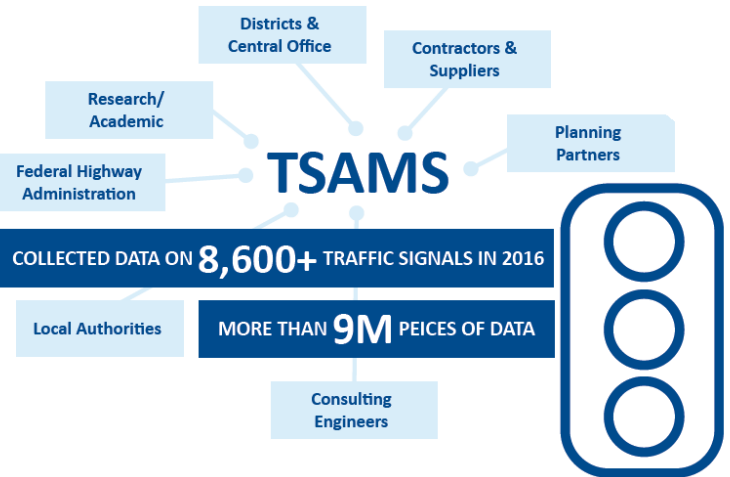 Districts &
Central Office
Contractors &
Suppliers
Research/
Academic
Planning
Partners
TSAMS
Federal Highway
Administration
COLLECTED DATA ON 8,600+ TRAFFIC SIGNALS IN 2016
Local Authorities
MORE THAN 9M PEICES OF DATA
Consulting
Engineers